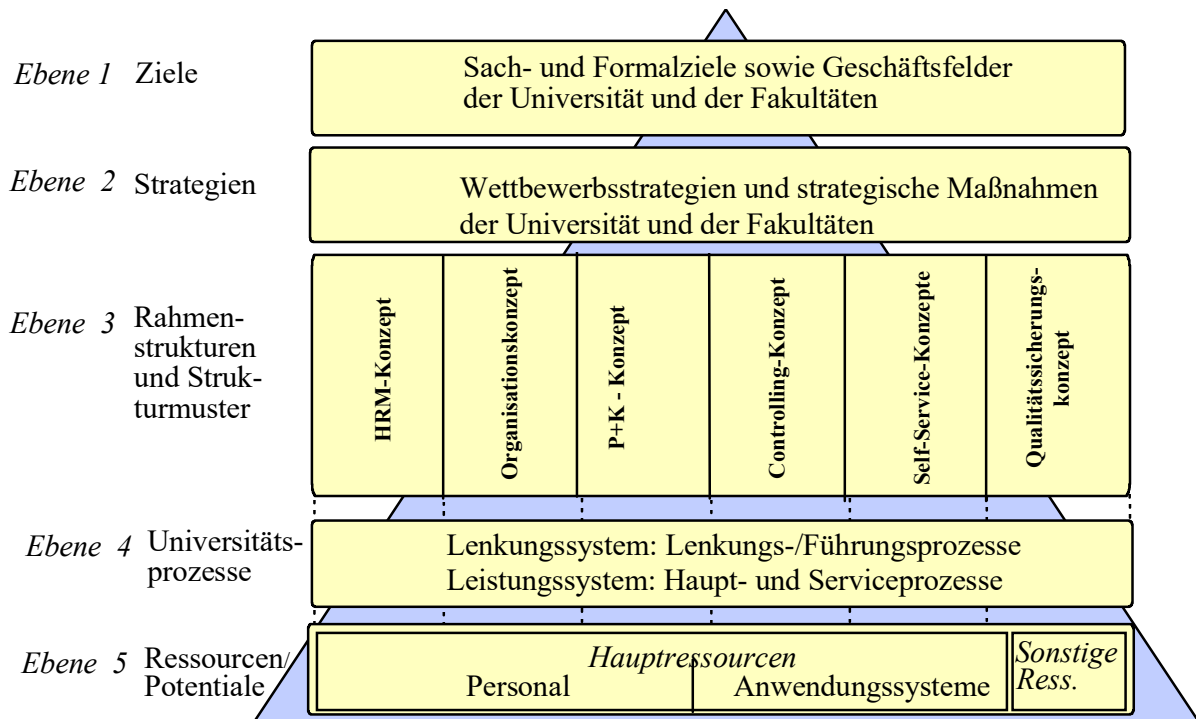 Ebene 1 Ziele
Sach- und Formalziele sowie Geschäftsfelder
der Universität und der Fakultäten
Ebene 2 Strategien
Wettbewerbsstrategien und strategische Maßnahmen
der Universität und der Fakultäten
Ebene 3 Rahmen-
strukturen
und Struk-
turmuster
HRM-Konzept
Organisationskonzept
P+K - Konzept
Controlling-Konzept
Self-Service-Konzepte
Qualitätssicherungs-
konzept
Ebene 4 Universitäts-
prozesse
Lenkungssystem: Lenkungs-/Führungsprozesse
Leistungssystem: Haupt- und Serviceprozesse
Ebene 5 Ressourcen/
Potentiale
Hauptressourcen
Personal
Anwendungssysteme
Sonstige
Ress.